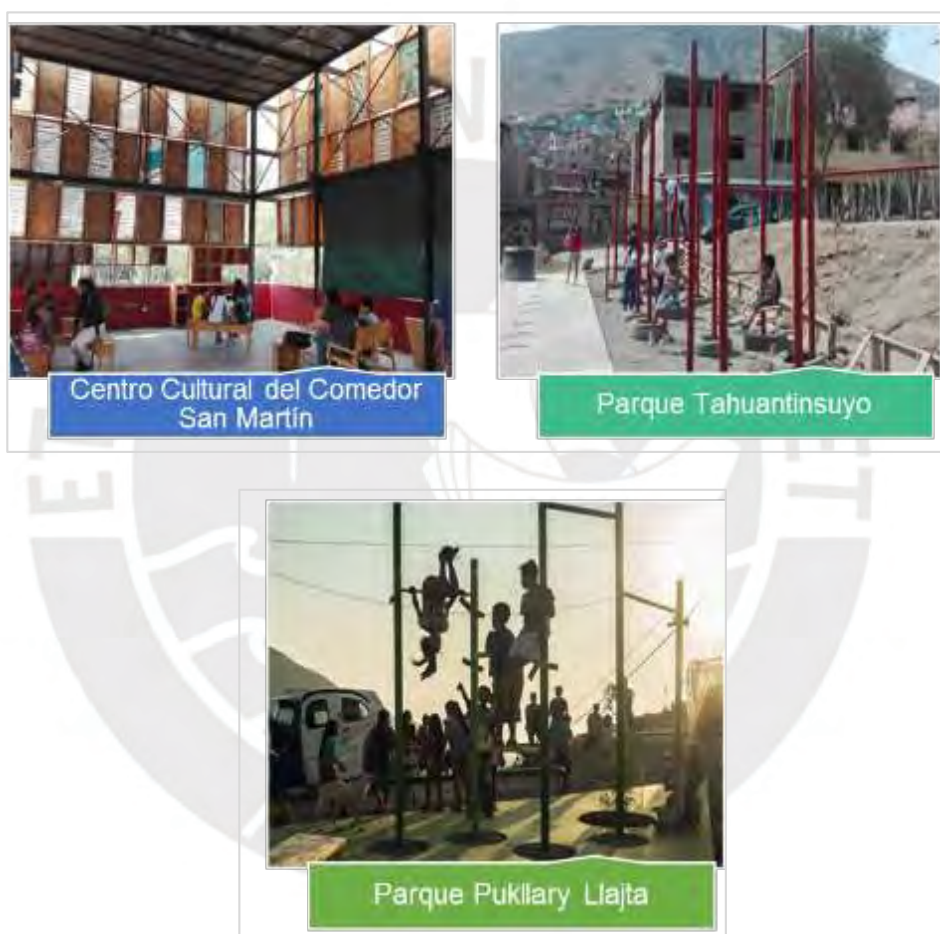 Centro Cultural del Comedor
San Martín
Parque Tahuantinsuyo
Parque Pukllary Llajta